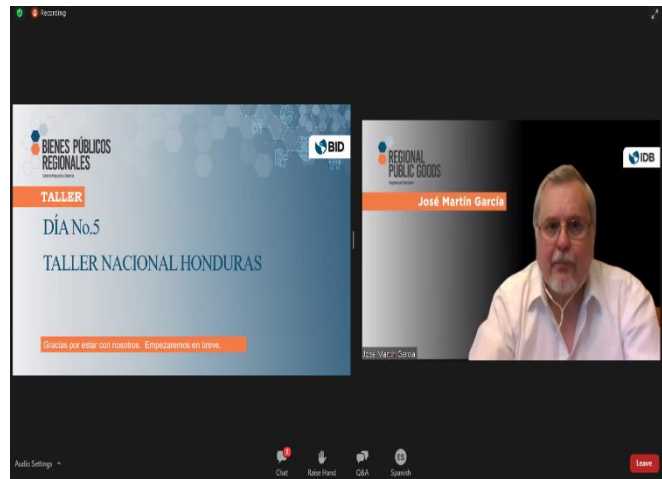 Recording
BIENES PÚBLICOS
REGIONALES
BID
TALLER
DÍA No.5
TALLER NACIONAL HONDURAS
Gracias por estar con nosotros. Empezaremos en breve.
REGIONAL
PUBLIC GOODS
IDB
José Martín García
José Martín García
Audio Settings
1
Chat
Raise Hand
Q&A
ES
Spanish
Leave